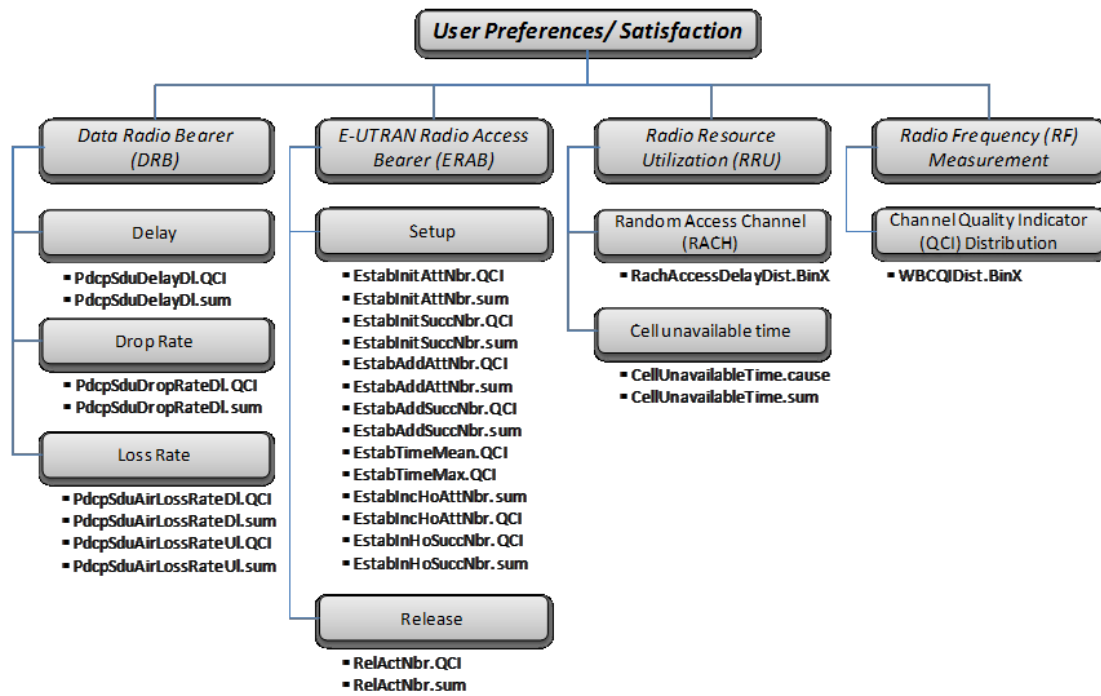 User Preferences/ Satisfaction
Data Radio Bearer
(DRB)
Delay
▪ PdcpSduDelayDl.QCI
▪ PdcpSduDelayDl.sum
Drop Rate
▪ PdcpSduDropRateDl.QCI
▪ PdcpSduDropRateDl.sum
Loss Rate
▪ PdcpSduAirLossRateDl.QCI
▪ PdcpSduAirLossRateDl.sum
▪ PdcpSduAirLossRateUl.QCI
▪ PdcpSduAirLossRateUl.sum
E-UTRAN Radio Access
Bearer (ERAB)
Setup
▪ EstabInitAttNbr.QCI
▪ EstabInitAttNbr.sum
▪ EstabInitSuccNbr.QCI
▪ EstabInitSuccNbr.sum
▪ EstabAddAttNbr.QCI
▪ EstabAddAttNbr.sum
▪ EstabAddSuccNbr.QCI
▪ EstabAddSuccNbr.sum
▪ EstabTimeMean.QCI
▪ EstabTimeMax.QCI
▪ EstabIncHoAttNbr.sum
▪ EstabIncHoAttNbr.QCI
▪ EstabInHoSuccNbr.QCI
▪ EstabInHoSuccNbr.sum
Release
▪ RelActNbr.QCI
▪ RelActNbr.sum
Radio Resource
Utilization (RRU)
Random Access Channel
(RACH)
▪ RachAccessDelayDist.BinX
Cell unavailable time
▪ CellUnavailableTime.cause
▪ CellUnavailableTime.sum
Radio Frequency (RF)
Measurement
Channel Quality Indicator
(QCI) Distribution
▪ WBCQIDist.BinX